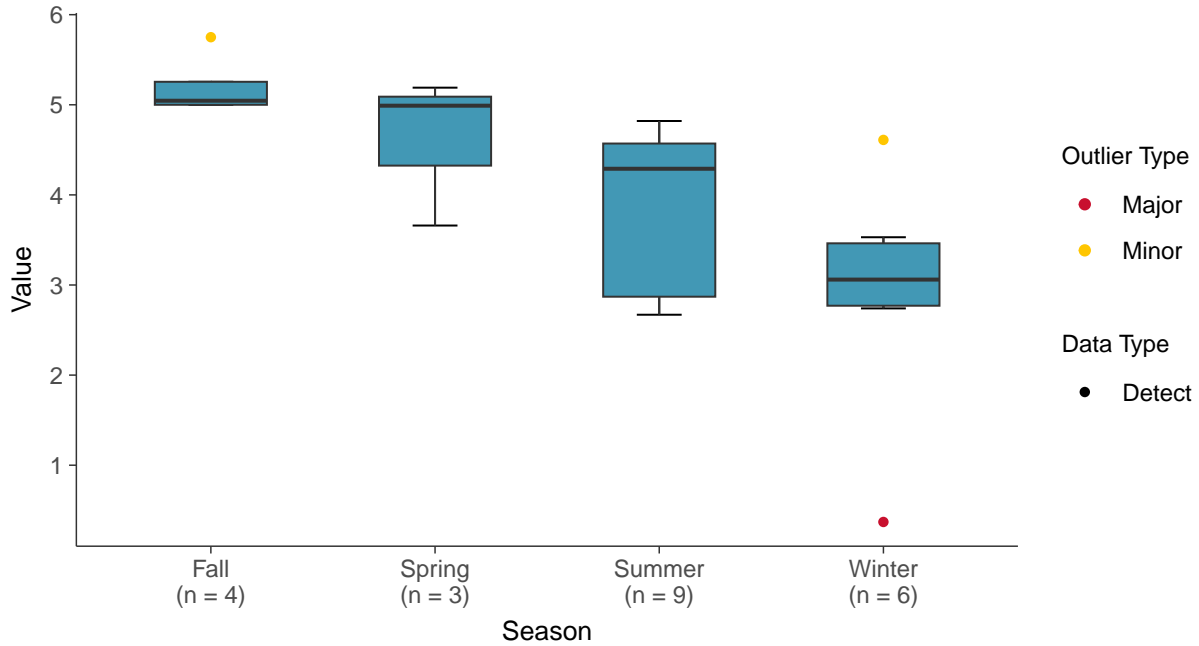 6
5
4
3
2
1
Value
Fall
(n = 4)
Spring
(n = 3)
Summer
(n = 9)
Winter
(n = 6)
Season
Outlier Type
Major
Minor
Data Type
Detect